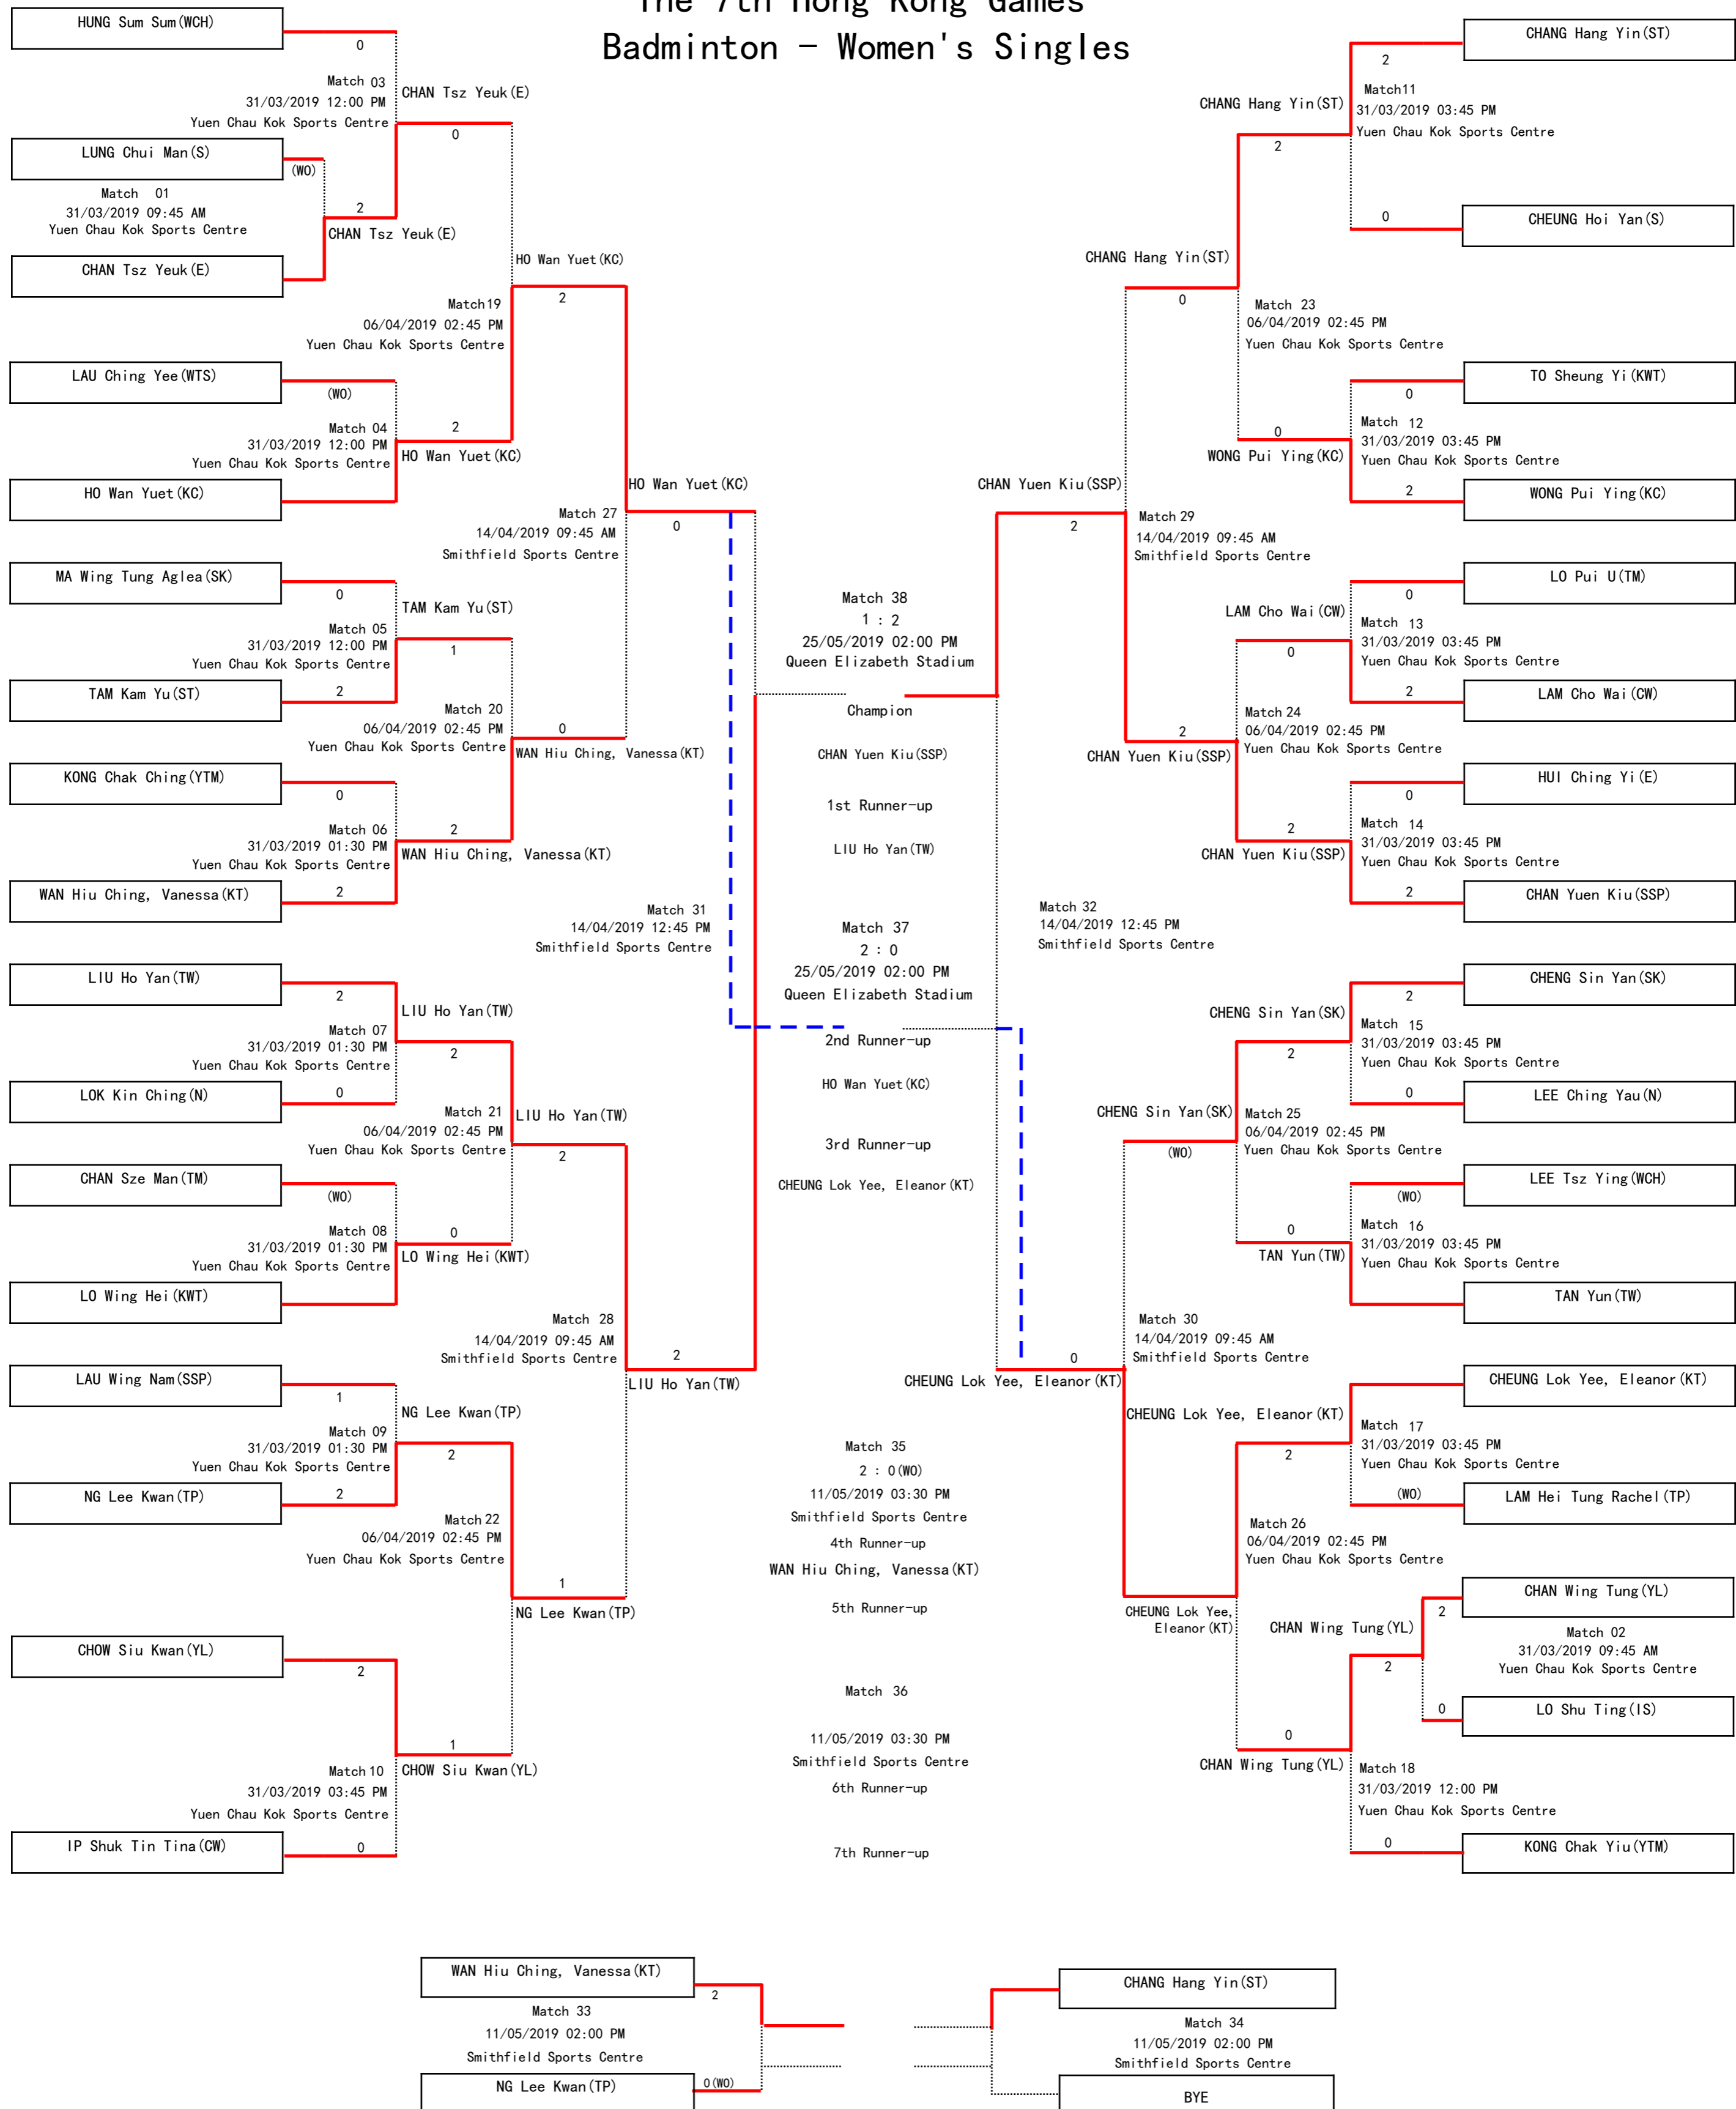 The 7th Hong Kong Games
Badminton - Women's Singles
HUNG Sum Sum(WCH)
0
Match 03
31/03/2019 12:00 PM
Yuen Chau Kok Sports Centre
CHAN Tsz Yeuk(E)
0
LUNG Chui Man(S)
(WO)
Match 01
31/03/2019 09:45 AM
Yuen Chau Kok Sports Centre
2
CHAN Tsz Yeuk(E)
CHAN Tsz Yeuk(E)
HO Wan Yuet(KC)
2
Match19
06/04/2019 02:45 PM
Yuen Chau Kok Sports Centre
LAU Ching Yee(WTS)
(WO)
Match 04
31/03/2019 12:00 PM
Yuen Chau Kok Sports Centre
2
HO Wan Yuet(KC)
HO Wan Yuet(KC)
HO Wan Yuet(KC)
0
Match 27
14/04/2019 09:45 AM
Smithfield Sports Centre
MA Wing Tung Aglea(SK)
0
TAM Kam Yu(ST)
1
Match 05
31/03/2019 12:00 PM
Yuen Chau Kok Sports Centre
TAM Kam Yu(ST)
2
Match 20
06/04/2019 02:45 PM
Yuen Chau Kok Sports Centre
0
WAN Hiu Ching, Vanessa(KT)
KONG Chak Ching(YTM)
0
Match 06
31/03/2019 01:30 PM
Yuen Chau Kok Sports Centre
2
WAN Hiu Ching, Vanessa(KT)
WAN Hiu Ching, Vanessa(KT)
2
Match 31
14/04/2019 12:45 PM
Smithfield Sports Centre
LIU Ho Yan(TW)
2
LIU Ho Yan(TW)
2
Match 07
31/03/2019 01:30 PM
Yuen Chau Kok Sports Centre
LOK Kin Ching(N)
0
Match 21
06/04/2019 02:45 PM
Yuen Chau Kok Sports Centre
LIU Ho Yan(TW)
2
CHAN Sze Man(TM)
(WO)
Match 08
31/03/2019 01:30 PM
Yuen Chau Kok Sports Centre
0
LO Wing Hei(KWT)
LO Wing Hei(KWT)
Match 28
14/04/2019 09:45 AM
Smithfield Sports Centre
2
LIU Ho Yan(TW)
LAU Wing Nam(SSP)
1
NG Lee Kwan(TP)
2
Match 09
31/03/2019 01:30 PM
Yuen Chau Kok Sports Centre
NG Lee Kwan(TP)
2
Match 22
06/04/2019 02:45 PM
Yuen Chau Kok Sports Centre
1
NG Lee Kwan(TP)
CHOW Siu Kwan(YL)
2
1
CHOW Siu Kwan(YL)
Match 10
31/03/2019 03:45 PM
Yuen Chau Kok Sports Centre
IP Shuk Tin Tina(CW)
0
Match 38
1 : 2
25/05/2019 02:00 PM
Queen Elizabeth Stadium
Champion
CHAN Yuen Kiu(SSP)
1st Runner-up
LIU Ho Yan(TW)
Match 37
2 : 0
25/05/2019 02:00 PM
Queen Elizabeth Stadium
2nd Runner-up
HO Wan Yuet(KC)
3rd Runner-up
CHEUNG Lok Yee, Eleanor(KT)
Match 35
2 : 0(WO)
11/05/2019 03:30 PM
Smithfield Sports Centre
4th Runner-up
WAN Hiu Ching, Vanessa(KT)
5th Runner-up
Match 36
11/05/2019 03:30 PM
Smithfield Sports Centre
6th Runner-up
7th Runner-up
CHANG Hang Yin(ST)
2
Match11
31/03/2019 03:45 PM
Yuen Chau Kok Sports Centre
CHANG Hang Yin(ST)
2
0
CHEUNG Hoi Yan(S)
CHANG Hang Yin(ST)
0
Match 23
06/04/2019 02:45 PM
Yuen Chau Kok Sports Centre
TO Sheung Yi(KWT)
0
Match 12
31/03/2019 03:45 PM
Yuen Chau Kok Sports Centre
0
WONG Pui Ying(KC)
2
WONG Pui Ying(KC)
CHAN Yuen Kiu(SSP)
2
Match 29
14/04/2019 09:45 AM
Smithfield Sports Centre
LO Pui U(TM)
0
LAM Cho Wai(CW)
0
Match 13
31/03/2019 03:45 PM
Yuen Chau Kok Sports Centre
2
LAM Cho Wai(CW)
Match 24
06/04/2019 02:45 PM
Yuen Chau Kok Sports Centre
2
CHAN Yuen Kiu(SSP)
HUI Ching Yi(E)
0
Match 14
31/03/2019 03:45 PM
Yuen Chau Kok Sports Centre
2
CHAN Yuen Kiu(SSP)
2
CHAN Yuen Kiu(SSP)
Match 32
14/04/2019 12:45 PM
Smithfield Sports Centre
CHENG Sin Yan(SK)
2
CHENG Sin Yan(SK)
2
Match 15
31/03/2019 03:45 PM
Yuen Chau Kok Sports Centre
0
LEE Ching Yau(N)
CHENG Sin Yan(SK)
(WO)
Match 25
06/04/2019 02:45 PM
Yuen Chau Kok Sports Centre
LEE Tsz Ying(WCH)
(WO)
Match 16
31/03/2019 03:45 PM
Yuen Chau Kok Sports Centre
0
TAN Yun(TW)
TAN Yun(TW)
Match 30
14/04/2019 09:45 AM
Smithfield Sports Centre
0
CHEUNG Lok Yee, Eleanor(KT)
CHEUNG Lok Yee, Eleanor(KT)
CHEUNG Lok Yee, Eleanor(KT)
2
Match 17
31/03/2019 03:45 PM
Yuen Chau Kok Sports Centre
(WO)
LAM Hei Tung Rachel(TP)
Match 26
06/04/2019 02:45 PM
Yuen Chau Kok Sports Centre
CHEUNG Lok Yee,
Eleanor(KT)
CHAN Wing Tung(YL)
2
CHAN Wing Tung(YL)
2
Match 02
31/03/2019 09:45 AM
Yuen Chau Kok Sports Centre
0
LO Shu Ting(IS)
0
CHAN Wing Tung(YL)
Match 18
31/03/2019 12:00 PM
Yuen Chau Kok Sports Centre
0
KONG Chak Yiu(YTM)
WAN Hiu Ching, Vanessa(KT)
2
Match 33
11/05/2019 02:00 PM
Smithfield Sports Centre
NG Lee Kwan(TP)
0(WO)
CHANG Hang Yin(ST)
Match 34
11/05/2019 02:00 PM
Smithfield Sports Centre
BYE